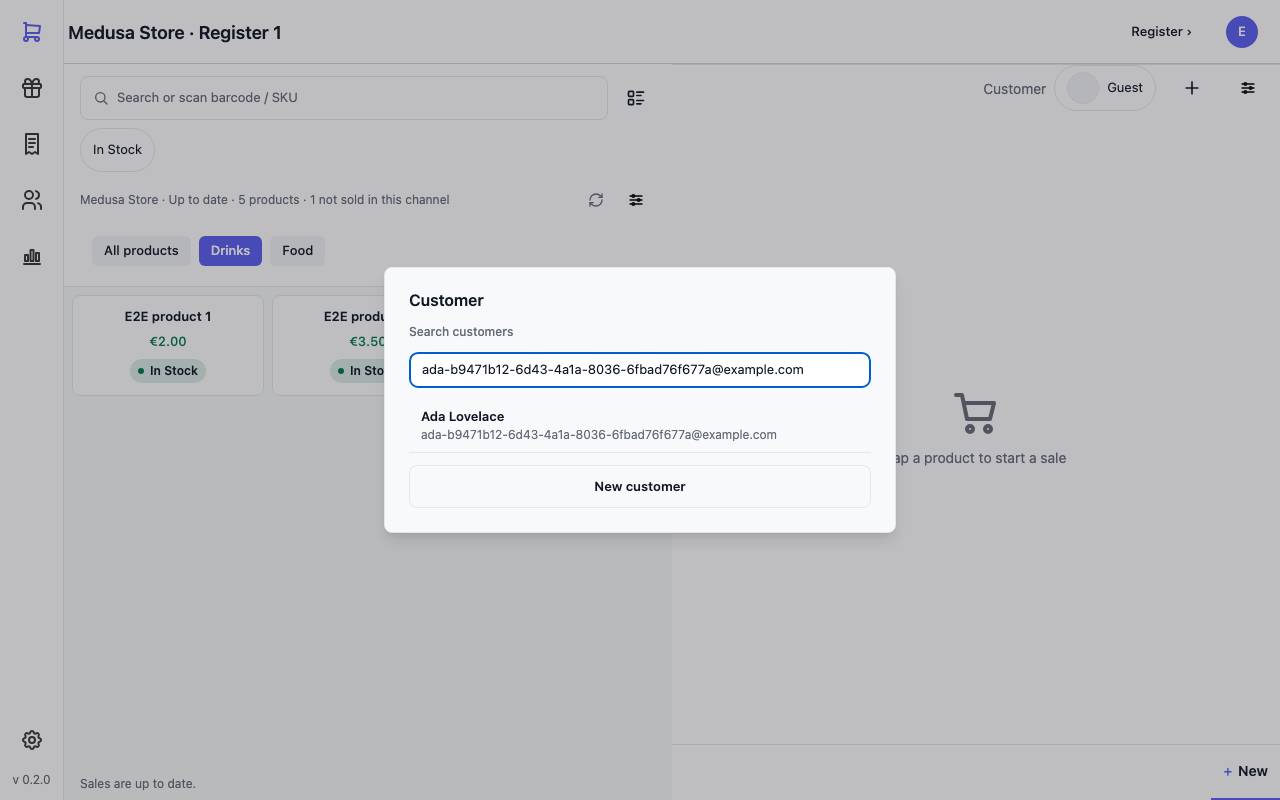 Medusa Store · Register 1
Register ›
E
Search or scan barcode / SKU
Customer
Guest
In Stock
Medusa Store · Up to date · 5 products · 1 not sold in this channel
All products
Drinks
Food
E2E product 1
€2.00
In Stock
E2E produ
€3.50
In Sto
Customer
Search customers
ada-b9471b12-6d43-4a1a-8036-6fbad76f677a@example.com
Ada Lovelace
ada-b9471b12-6d43-4a1a-8036-6fbad76f677a@example.com
New customer
ap a product to start a sale
v 0.2.0
Sales are up to date.
+ New